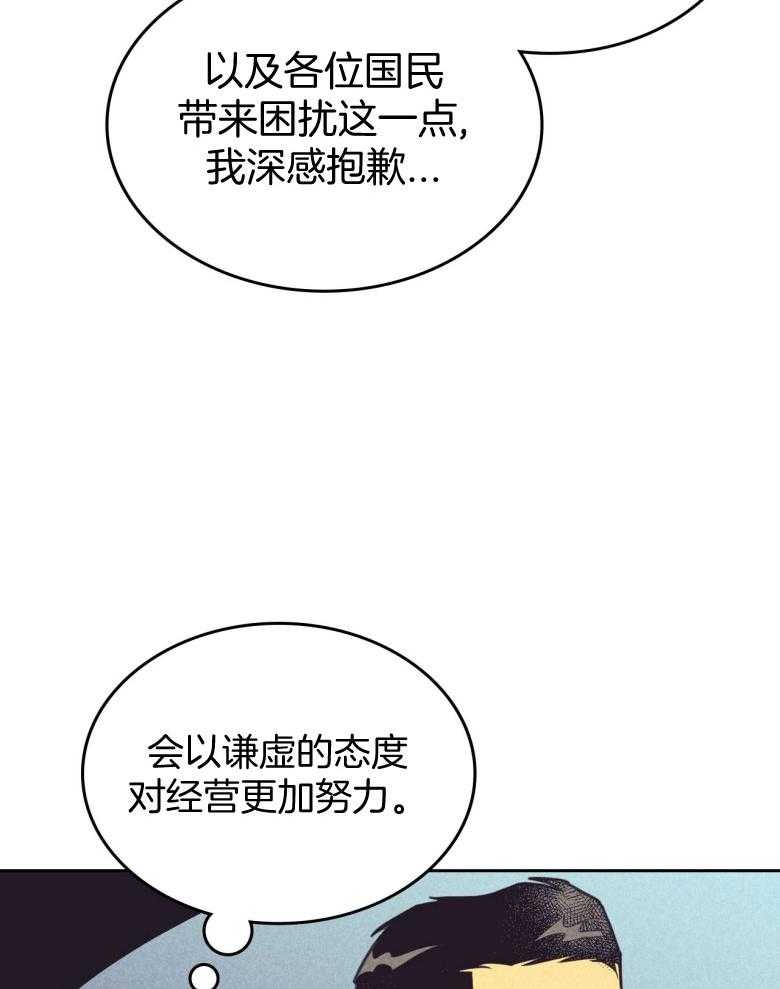 以及各位国民
带来困扰这一点,
我深感抱歉...
会以谦虚的态度
对经营更加努力。